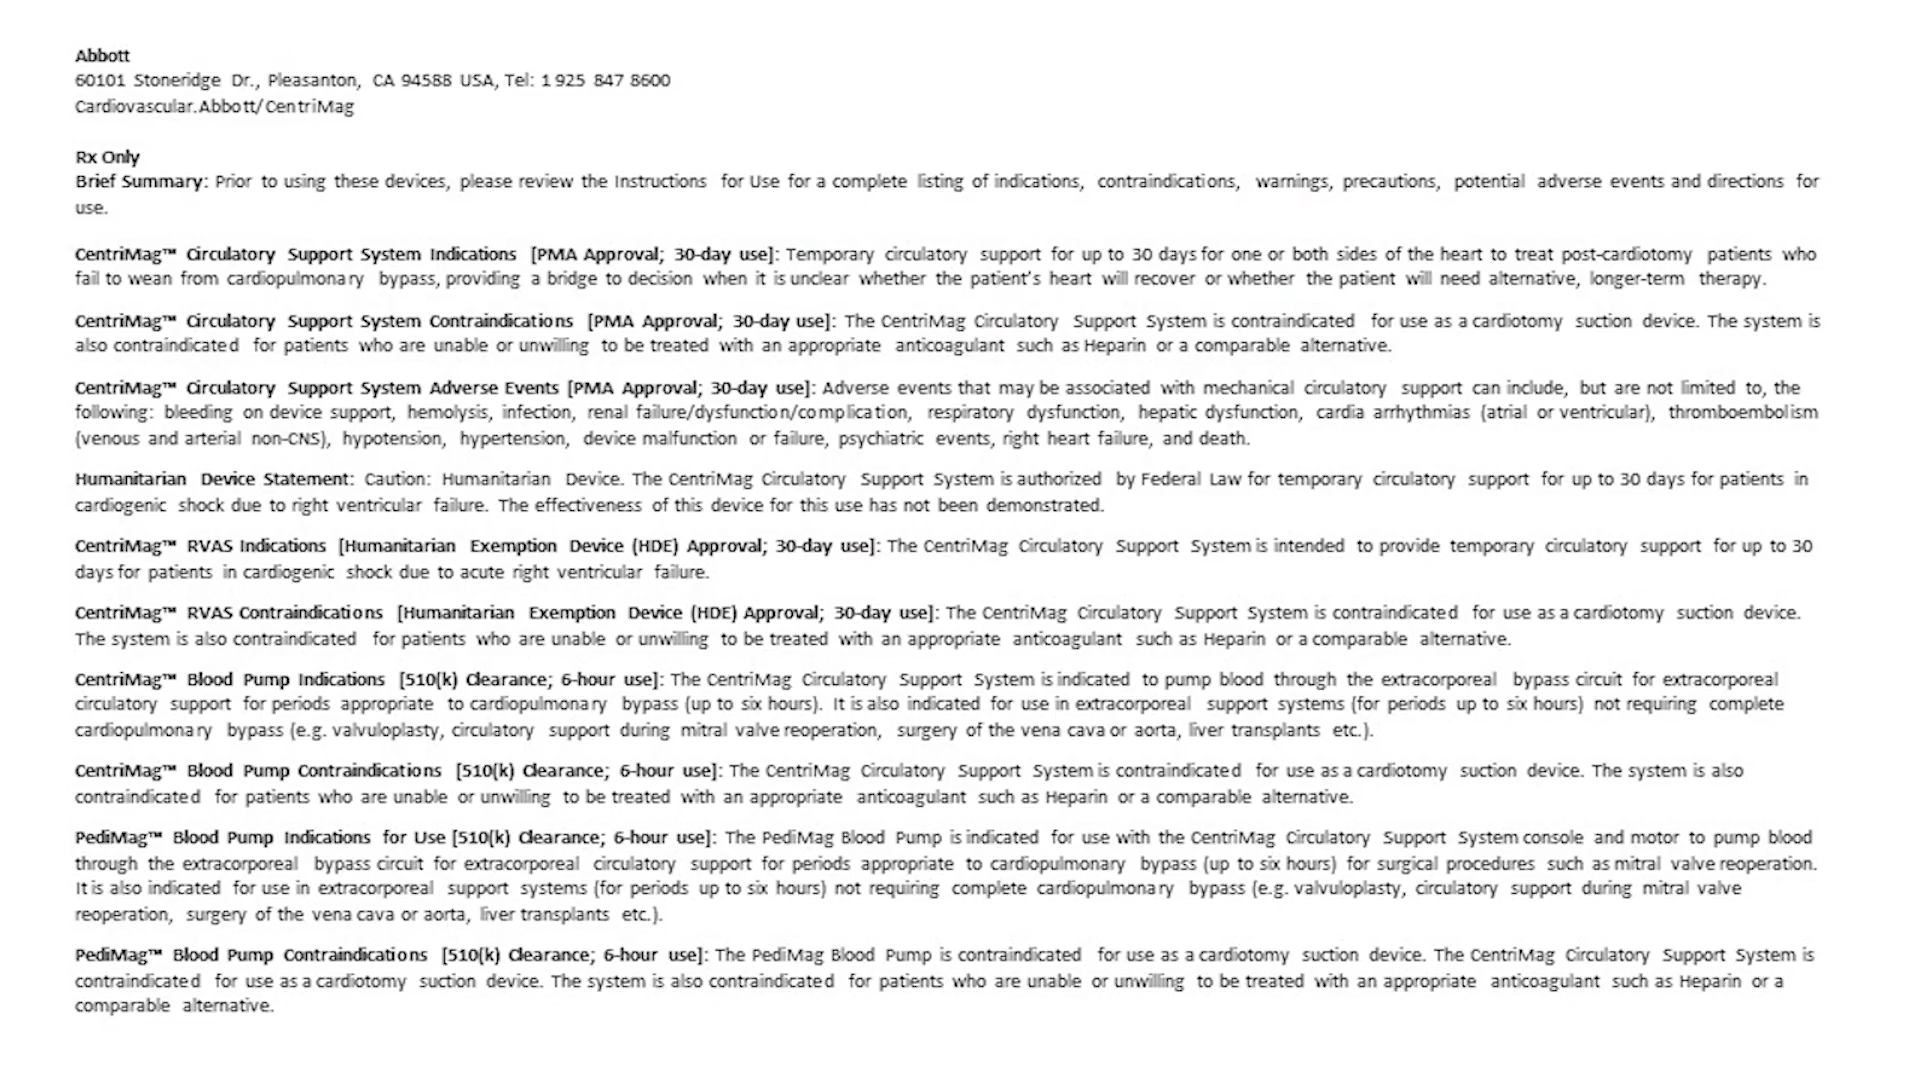 Abbott
60101 Stoneridge Dr., Pleasanton, CA 94588 USA, Tel: 1 925 847 8600
Cardiovascular.Abbott/CentriMag
Rx Only
Brief Summary: Prior to using these devices, please review the Instructions for Use for a complete listing of indications, contraindications, warnings, precautions, potential adverse events and directions for
use.
CentriMag™ Circulatory Support System Indications [PMA Approval; 30-day use]: Temporary circulatory support for up to 30 days for one or both sides of the heart to treat post-cardiotomy patients who
fail to wean from cardiopulmonary bypass, providing a bridge to decision when it is unclear whether the patient's heart will recover or whether the patient will need alternative, longer-term therapy.
CentriMag™ Circulatory Support System Contraindications [PMA Approval; 30-day use]: The CentriMag Circulatory Support System is contraindicated for use as a cardiotomy suction device. The system is
also contraindicated for patients who are unable or unwilling to be treated with an appropriate anticoagulant such as Heparin or a comparable alternative.
CentriMag™ Circulatory Support System Adverse Events [PMA Approval; 30-day use]: Adverse events that may be associated with mechanical circulatory support can include, but are not limited to, the
following: bleeding on device support, hemolysis, infection, renal failure/dysfunction/complication, respiratory dysfunction, hepatic dysfunction, cardia arrhythmias (atrial or ventricular), thromboembolism
(venous and arterial non-CNS), hypotension, hypertension, device malfunction or failure, psychiatric events, right heart failure, and death.
Humanitarian Device Statement: Caution: Humanitarian Device. The CentriMag Circulatory Support System is authorized by Federal Law for temporary circulatory support for up to 30 days for patients in
cardiogenic shock due to right ventricular failure. The effectiveness of this device for this use has not been demonstrated.
CentriMag™ RVAS Indications [Humanitarian Exemption Device (HDE) Approval; 30-day use]: The CentriMag Circulatory Support System is intended to provide temporary circulatory support for up to 30
days for patients in cardiogenic shock due to acute right ventricular failure.
CentriMag™ RVAS Contraindications [Humanitarian Exemption Device (HDE) Approval; 30-day use]: The CentriMag Circulatory Support System is contraindicated for use as a cardiotomy suction device.
The system is also contraindicated for patients who are unable or unwilling to be treated with an appropriate anticoagulant such as Heparin or a comparable alternative.
CentriMag™ Blood Pump Indications [510(k) Clearance; 6-hour use]: The CentriMag Circulatory Support System is indicated to pump blood through the extracorporeal bypass circuit for extracorporeal
circulatory support for periods appropriate to cardiopulmonary bypass (up to six hours). It is also indicated for use in extracorporeal support systems (for periods up to six hours) not requiring complete
cardiopulmonary bypass (e.g. valvuloplasty, circulatory support during mitral valve reoperation, surgery of the vena cava or aorta, liver transplants etc.).
CentriMag™ Blood Pump Contraindications [510(k) Clearance; 6-hour use]: The CentriMag Circulatory Support System is contraindicated for use as a cardiotomy suction device. The system is also
contraindicated for patients who are unable or unwilling to be treated with an appropriate anticoagulant such as Heparin or a comparable alternative.
PediMag™ Blood Pump Indications for Use [510(k) Clearance; 6-hour use]: The PediMag Blood Pump is indicated for use with the CentriMag Circulatory Support System console and motor to pump blood
through the extracorporeal bypass circuit for extracorporeal circulatory support for periods appropriate to cardiopulmonary bypass (up to six hours) for surgical procedures such as mitral valve reoperation.
It is also indicated for use in extracorporeal support systems (for periods up to six hours) not requiring complete cardiopulmonary bypass (e.g. valvuloplasty, circulatory support during mitral valve
reoperation, surgery of the vena cava or aorta, liver transplants etc.).
PediMag™ Blood Pump Contraindications [510(k) Clearance; 6-hour use]: The PediMag Blood Pump is contraindicated for use as a cardiotomy suction device. The CentriMag Circulatory Support System is
contraindicated for use as a cardiotomy suction device. The system is also contraindicated for patients who are unable or unwilling to be treated with an appropriate anticoagulant such as Heparin or a
comparable alternative.